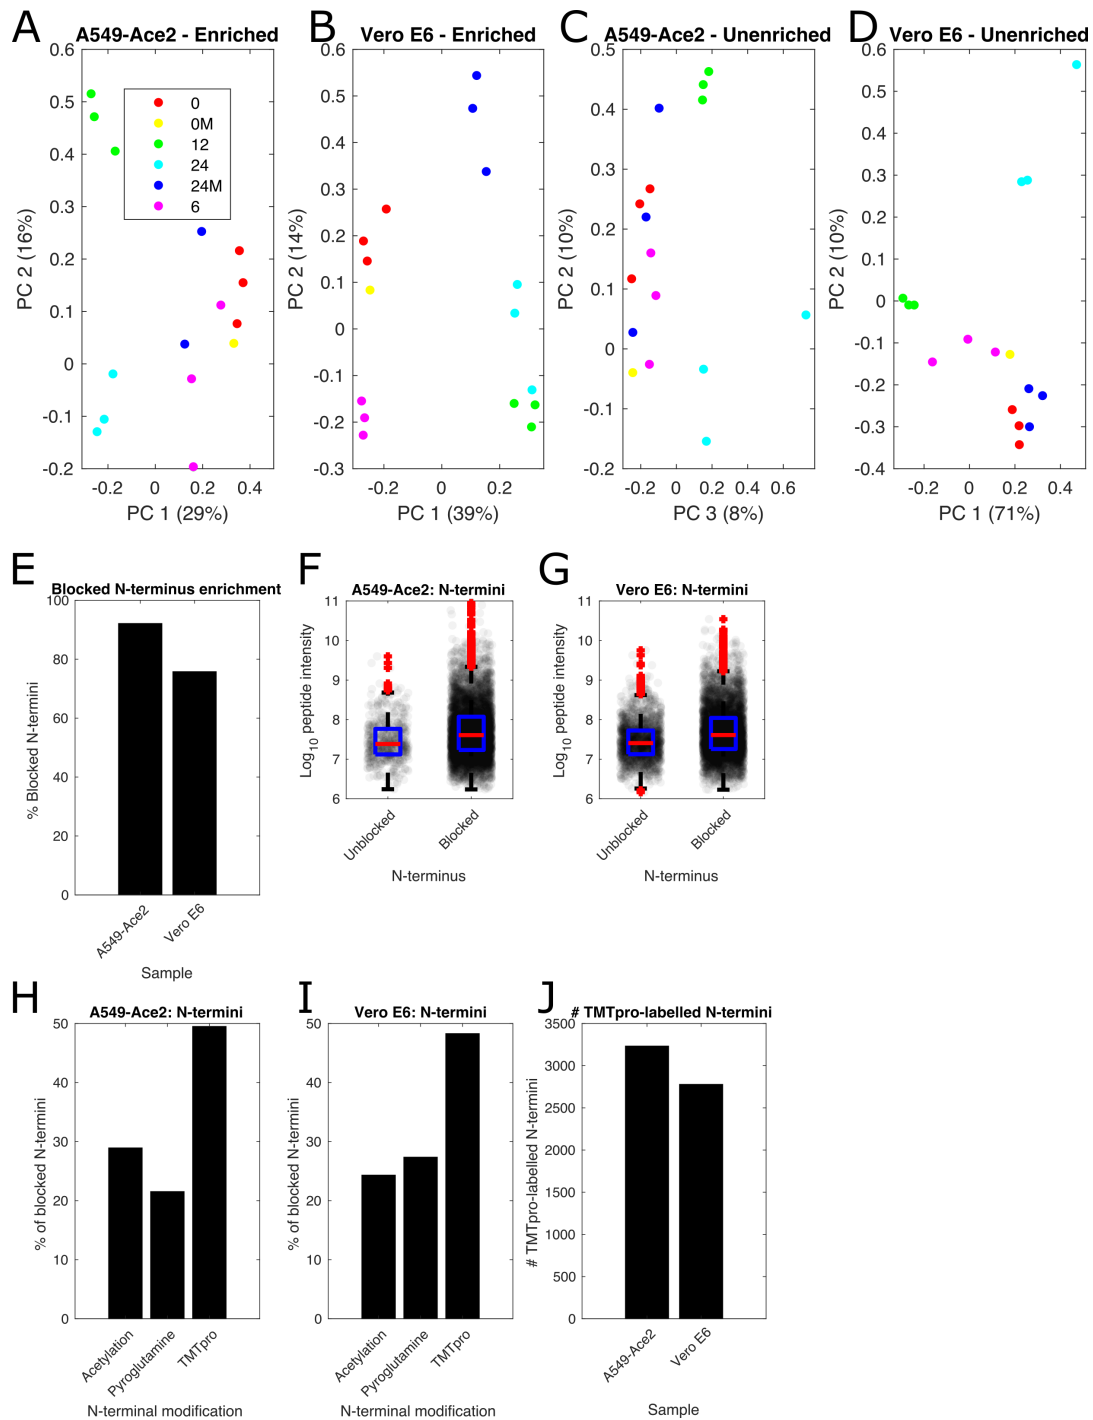 A
A549-Ace2 - Enriched
0.6
0.5
0.4
0.3
0.2
0.1
0
-0.1
-0.2
-0.2 0 0.2 0.4
PC 2 (16%)
PC 1 (29%)
0
0M
12
24
24M
6
B
Vero E6 - Enriched
0.6
0.5
0.4
0.3
0.2
0.1
0
-0.1
-0.2
-0.3
-0.2 0 0.2
PC 2 (14%)
PC 1 (39%)
C
A549-Ace2 - Unenriched
0.5
0.4
0.3
0.2
0.1
0
-0.1
-0.2
-0.2 0 0.2 0.4 0.6
PC 2 (10%)
PC 3 (8%)
D
Vero E6 - Unenriched
0.6
0.5
0.4
0.3
0.2
0.1
0
-0.1
-0.2
-0.3
-0.4
-0.2 0 0.2 0.4
PC 2 (10%)
PC 1 (71%)
E
Blocked N-terminus enrichment
100
80
60
40
20
0
% Blocked N-termini
A549-Ace2
Vero E6
Sample
F
A549-Ace2: N-termini
11
10
9
8
7
6
Log10 peptide intensity
Unblocked
Blocked
N-terminus
G
Vero E6: N-termini
11
10
9
8
7
6
Log10 peptide intensity
Unblocked
Blocked
N-terminus
H
A549-Ace2: N-termini
50
40
30
20
10
0
% of blocked N-termini
Acetylation
Pyroglutamine
TMTpro
N-terminal modification
I
Vero E6: N-termini
50
40
30
20
10
0
% of blocked N-termini
Acetylation
Pyroglutamine
TMTpro
N-terminal modification
J
# TMTpro-labelled N-termini
3500
3000
2500
2000
1500
1000
500
0
# TMTpro-labelled N-termini
A549-Ace2
Vero E6
Sample